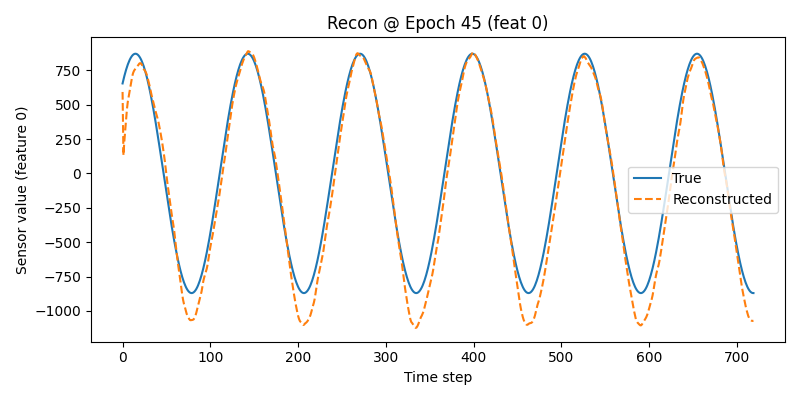 Recon @ Epoch 45 (feat 0)
Sensor value (feature 0)
750
500
250
0
−250
−500
−750
−1000
True
Reconstructed
0 100 200 300 400 500 600 700
Time step